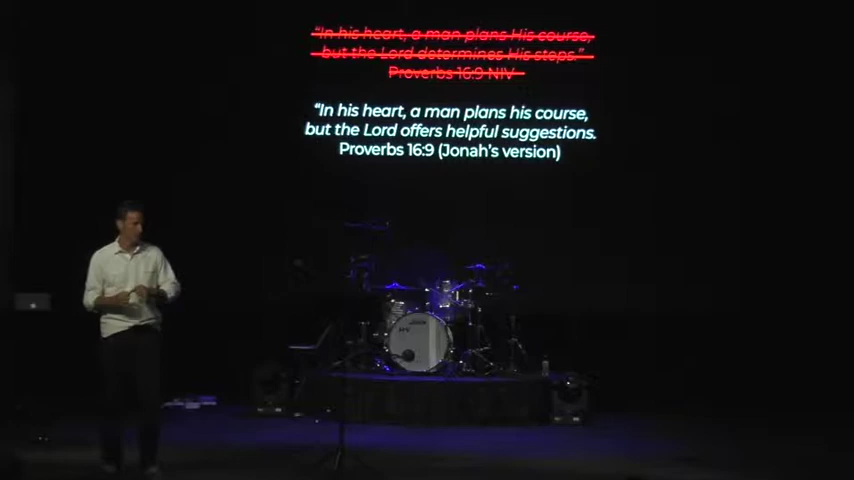 “In his heart, a man plans His course,
but the Lord determines His steps.”
Proverbs 16:9 NIV
“In his heart, a man plans his course,
but the Lord offers helpful suggestions.
Proverbs 16:9 (Jonah’s version)